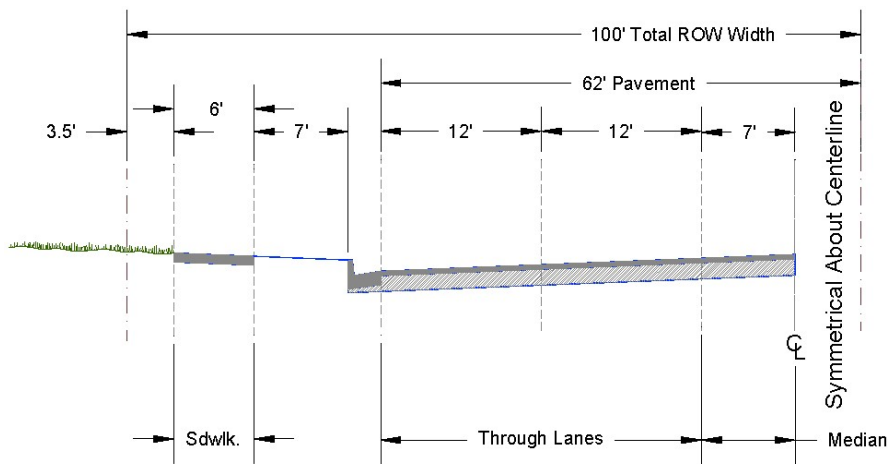 100' Total ROW Width
62' Pavement
6'
3.5'
7'
12'
12'
7'
Symmetrical About Centerline
CL
Sdwlk.
Through Lanes
Median